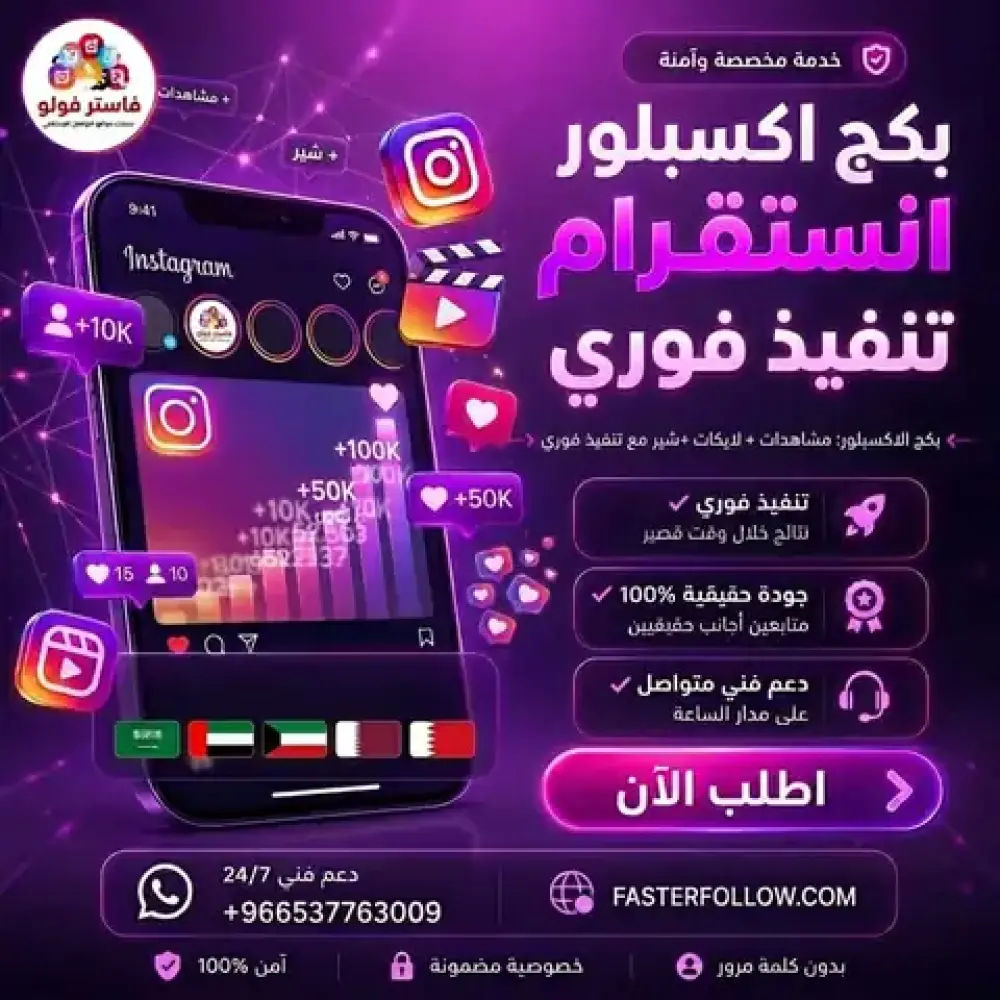 فاستر فولو
+ مشاهدات
+ شير
خدمة مخصصة وآمنة
بكج اكسبلور
انستقرام
تنفيذ فوري
بكج الاكسبلور: مشاهدات + لايكات +شير مع تنفيذ فوري
9:41
Instagram
فاستر فولو
+10K
+100K
+50K
+10K
+10K
+50K
15 10
تنفيذ فوري
نتائج خلال وقت قصير
جودة حقيقية 100%
متابعين أجانب حقيقيين
دعم فني متواصل
على مدار الساعة
اطلب الآن
دعم فني 24/7
+966537763009
FASTERFOLLOW.COM
بدون كلمة مرور
خصوصية مضمونة
آمن 100%